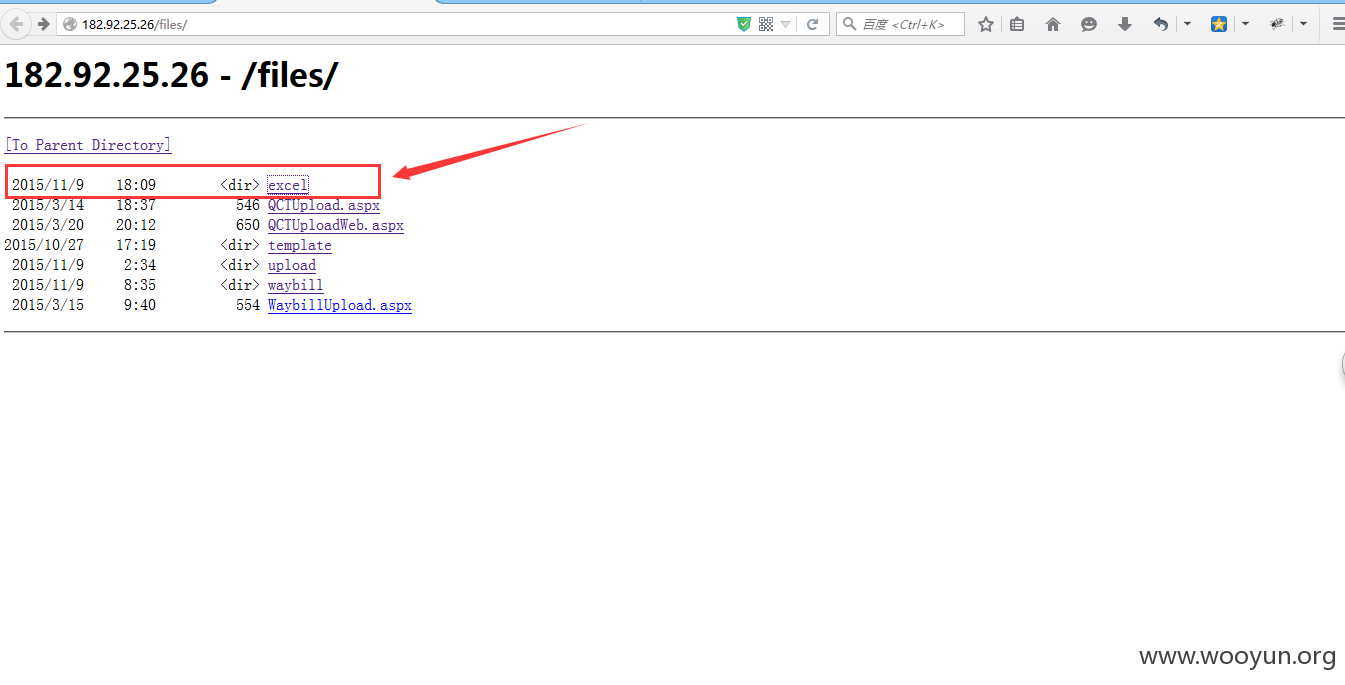 182.92.25.26/files/
百度 <Ctrl+K>
182.92.25.26 - /files/
[To Parent Directory]
2015/11/9 18:09 <dir> excel
2015/3/14 18:37 546 QCTUpload.aspx
2015/3/20 20:12 650 QCTUploadWeb.aspx
2015/10/27 17:19 <dir> template
2015/11/9 2:34 <dir> upload
2015/11/9 8:35 <dir> waybill
2015/3/15 9:40 554 WaybillUpload.aspx
www.wooyun.org